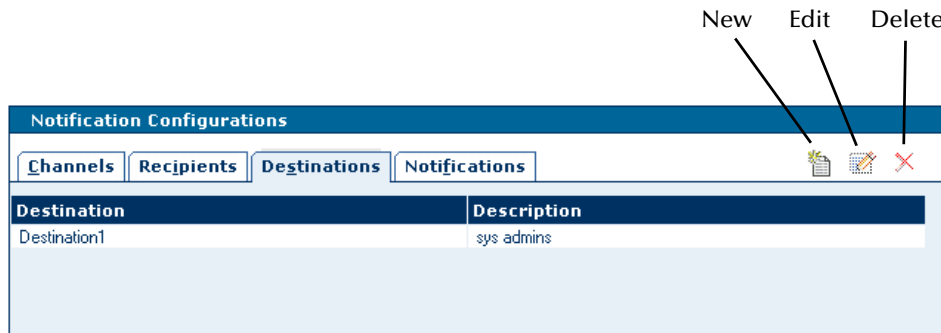 New Edit Delete
Notification Configurations
Channels Recipients Destinations Notifications
Destination Description
Destination1 sys admins